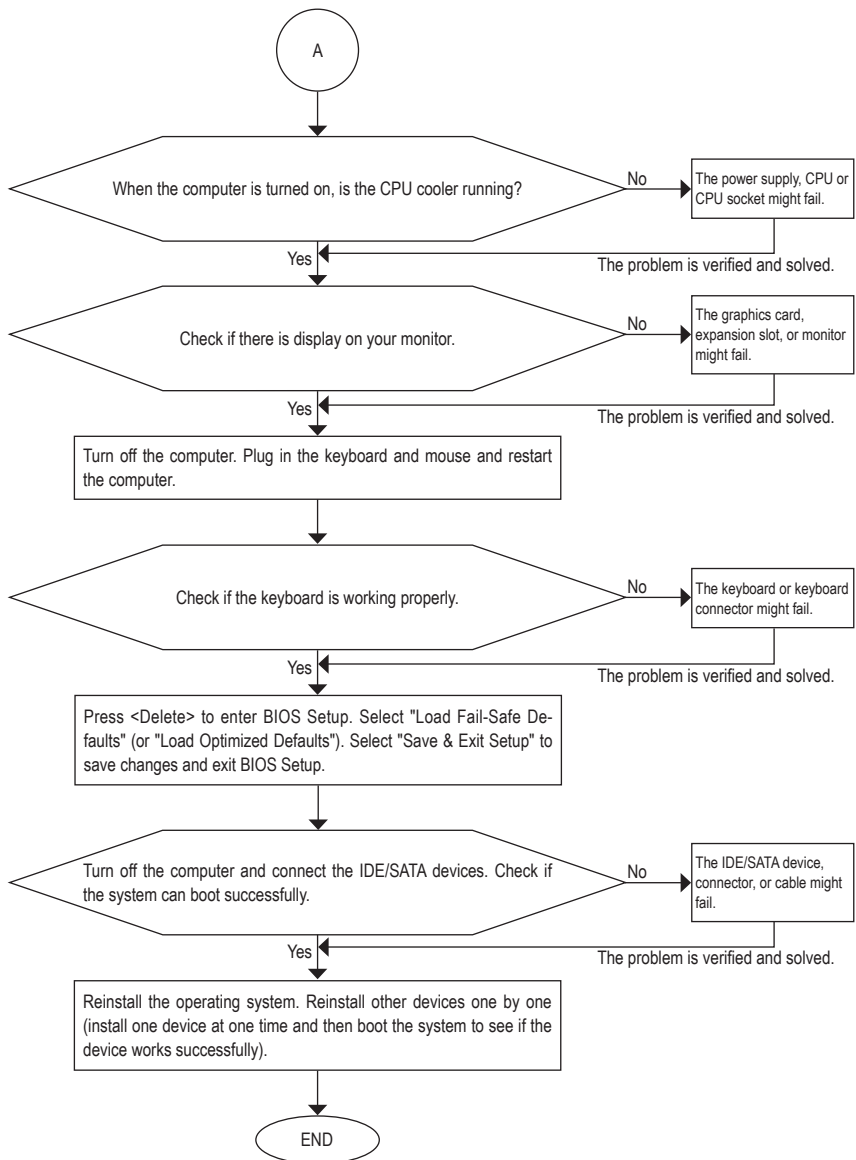 A
When the computer is turned on, is the CPU cooler running?
No
The power supply, CPU or
CPU socket might fail.
Yes
The problem is verified and solved.
Check if there is display on your monitor.
No
The graphics card,
expansion slot, or monitor
might fail.
Yes
The problem is verified and solved.
Turn off the computer. Plug in the keyboard and mouse and restart
the computer.
Check if the keyboard is working properly.
No
The keyboard or keyboard
connector might fail.
Yes
The problem is verified and solved.
Press <Delete> to enter BIOS Setup. Select "Load Fail-Safe De-
faults" (or "Load Optimized Defaults"). Select "Save & Exit Setup" to
save changes and exit BIOS Setup.
Turn off the computer and connect the IDE/SATA devices. Check if
the system can boot successfully.
No
The IDE/SATA device,
connector, or cable might
fail.
Yes
The problem is verified and solved.
Reinstall the operating system. Reinstall other devices one by one
(install one device at one time and then boot the system to see if the
device works successfully).
END